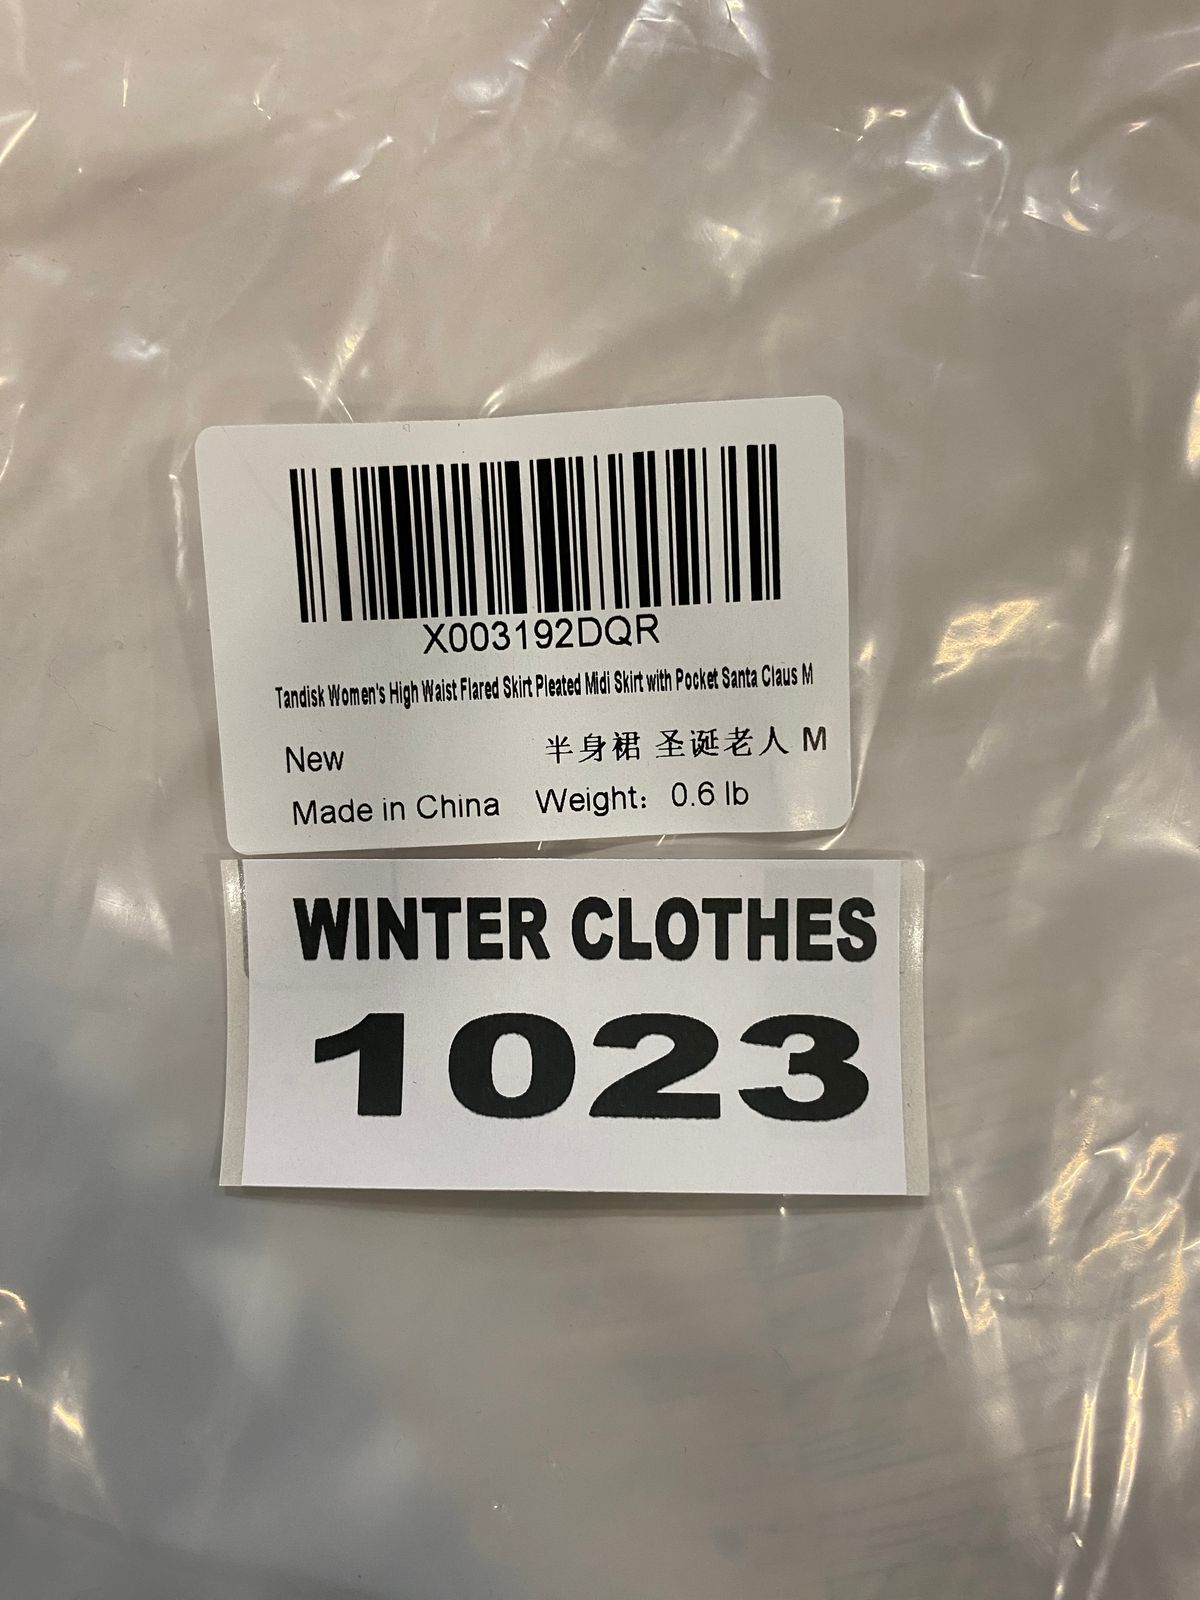 X003192DQR
Tandisk Women's High Waist Flared Skirt Pleated Midi Skirt with Pocket Santa Claus M
New 半身裙 圣诞老人 M
Made in China Weight：0.6 lb
WINTER CLOTHES
1023